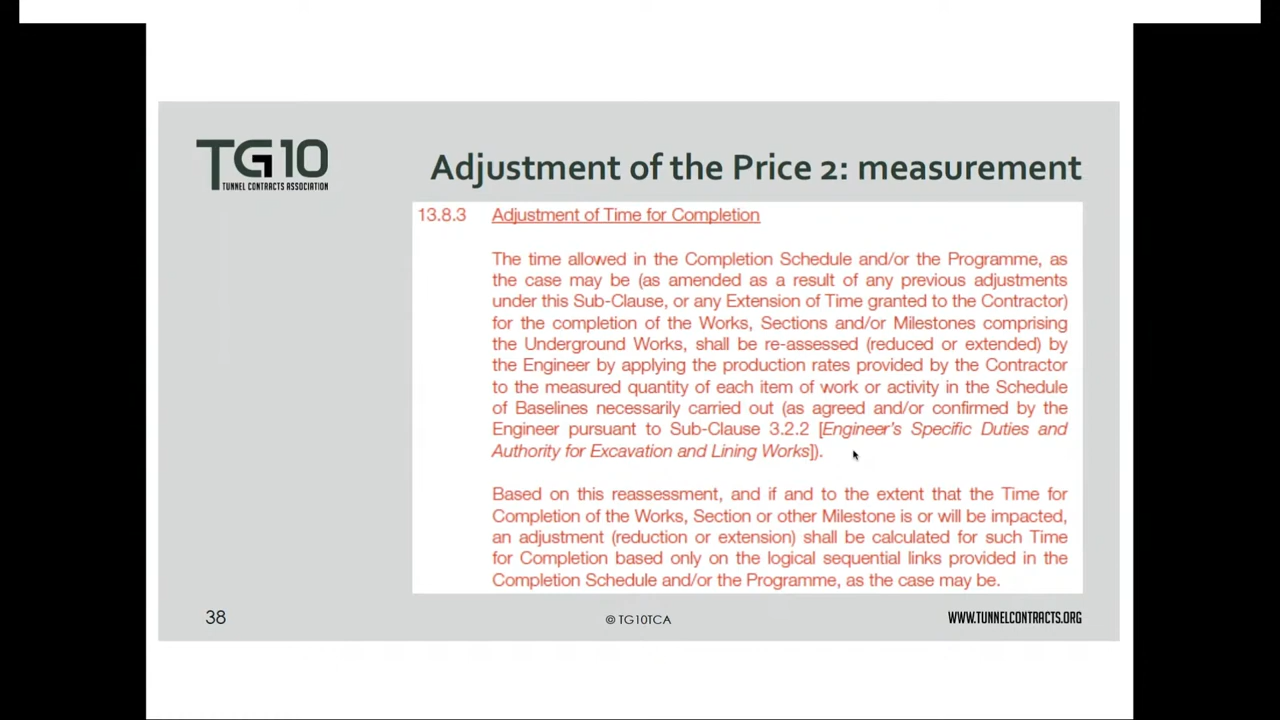 TG10
TUNNEL CONTRACTS ASSOCIATION
Adjustment of the Price 2: measurement
13.8.3 Adjustment of Time for Completion
The time allowed in the Completion Schedule and/or the Programme, as
the case may be (as amended as a result of any previous adjustments
under this Sub-Clause, or any Extension of Time granted to the Contractor)
for the completion of the Works, Sections and/or Milestones comprising
the Underground Works, shall be re-assessed (reduced or extended) by
the Engineer by applying the production rates provided by the Contractor
to the measured quantity of each item of work or activity in the Schedule
of Baselines necessarily carried out (as agreed and/or confirmed by the
Engineer pursuant to Sub-Clause 3.2.2 [Engineer's Specific Duties and
Authority for Excavation and Lining Works]).
Based on this reassessment, and if and to the extent that the Time for
Completion of the Works, Section or other Milestone is or will be impacted,
an adjustment (reduction or extension) shall be calculated for such Time
for Completion based only on the logical sequential links provided in the
Completion Schedule and/or the Programme, as the case may be.
38
© TG10TCA
WWW.TUNNELCONTRACTS.ORG